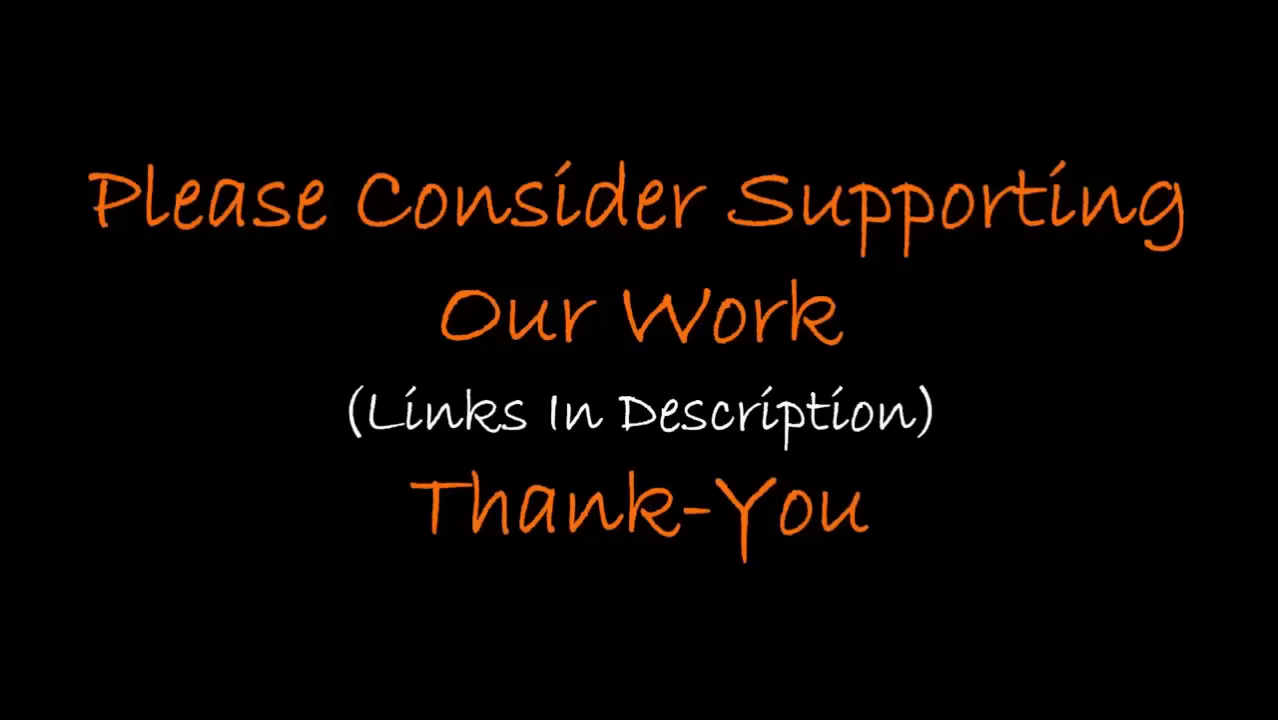 Please Consider Supporting
Our Work
(Links In Description)
Thank-You